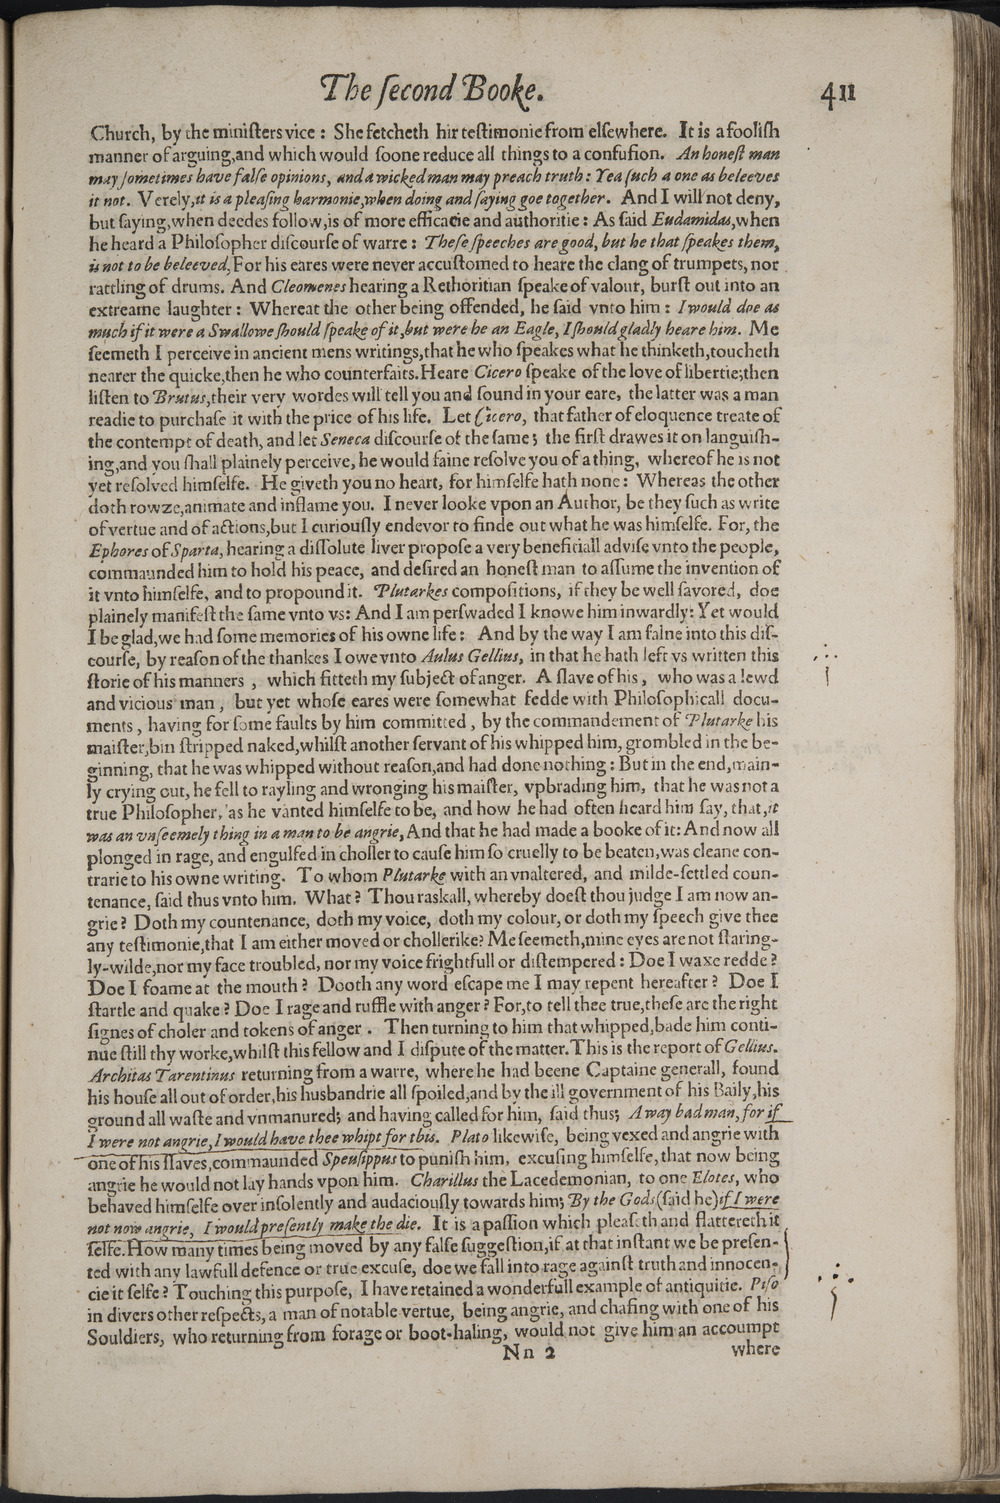 The ſecond Booke. 411
Church, by the miniſters vice : She fetcheth hir teſtimonie from elſewhere. It is a fooliſh
manner of arguing,and which would ſoone reduce all things to a confuſion. An honeſt man
may ſometimes have falſe opinions, and a wicked man may preach truth: Yea ſuch a one as beleeves
it not. Verely,it is a pleaſing harmonie,when doing and ſaying goe together. And I will not deny,
but ſaying,when deedes follow,is of more efficacie and authoritie : As ſaid Eudamidas,when
he heard a Philoſopher diſcourſe of warre : Theſe ſpeeches are good, but he that ſpeakes them,
is not to be beleeved. For his eares were never accuſtomed to heare the clang of trumpets, nor
rattling of drums. And Cleomenes hearing a Rethoritian ſpeake of valour, burſt out into an
extreame laughter : Whereat the other being offended, he ſaid vnto him : I would doe as
much if it were a Swallowe ſhould ſpeake of it,but were he an Eagle, I ſhould gladly heare him. Me
ſeemeth I perceive in ancient mens writings,that he who ſpeakes what he thinketh,toucheth
nearer the quicke,then he who counterfaits. Heare Cicero ſpeake of the love of libertie;then
liſten to Brutus,their very wordes will tell you and ſound in your eare, the latter was a man
readie to purchaſe it with the price of his life. Let Cicero, that father of eloquence treate of
the contempt of death, and let Seneca diſcourſe of the ſame ; the firſt drawes it on languiſh-
ing,and you ſhall plainely perceive, he would faine reſolve you of a thing, whereof he is not
yet reſolved himſelfe. He giveth you no heart, for himſelfe hath none : Whereas the other
doth rowze,animate and inflame you. I never looke vpon an Author, be they ſuch as write
of vertue and of actions,but I curiouſly endevor to finde out what he was himſelfe. For, the
Ephores of Sparta, hearing a diſſolute liver propoſe a very beneficiall adviſe vnto the people,
commaunded him to hold his peace, and deſired an honeſt man to aſſume the invention of
it vnto himſelfe, and to propound it. Plutarkes compoſitions, if they be well ſavored, doe
plainely manifeſt the ſame vnto vs: And I am perſwaded I knowe him inwardly: Yet would
I be glad,we had ſome memories of his owne life : And by the way I am falne into this diſ-
courſe, by reaſon of the thankes I owe vnto Aulus Gellius, in that he hath left vs written this
ſtorie of his manners , which fitteth my ſubject of anger. A ſlave of his , who was a lewd
and vicious man , but yet whoſe eares were ſomewhat fedde with Philoſophicall docu-
ments , having for ſome faults by him committed , by the commandement of Plutarke his
maiſter,bin ſtripped naked,whilſt another ſervant of his whipped him, grombled in the be-
ginning, that he was whipped without reaſon,and had done nothing : But in the end,main-
ly crying out, he fell to rayling and wronging his maiſter, vpbrading him, that he was not a
true Philoſopher, as he vanted himſelfe to be, and how he had often heard him ſay, that,it
was an vnſeemely thing in a man to be angrie, And that he had made a booke of it: And now all
plonged in rage, and engulfed in choller to cauſe him ſo cruelly to be beaten,was cleane con-
trarie to his owne writing. To whom Plutarke with an vnaltered, and milde-ſettled coun-
tenance, ſaid thus vnto him. What ? Thou raskall, whereby doeſt thou judge I am now an-
grie ? Doth my countenance, doth my voice, doth my colour, or doth my ſpeech give thee
any teſtimonie,that I am either moved or chollerike? Me ſeemeth,mine eyes are not ſtaring-
ly-wilde,nor my face troubled, nor my voice frightfull or diſtempered : Doe I waxe redde ?
Doe I foame at the mouth ? Dooth any word eſcape me I may repent hereafter ? Doe I
ſtartle and quake ? Doe I rage and ruffle with anger ? For,to tell thee true,theſe are the right
ſignes of choler and tokens of anger . Then turning to him that whipped,bade him conti-
nue ſtill thy worke,whilſt this fellow and I diſpute of the matter. This is the report of Gellius.
Architas Tarentinus returning from a warre, where he had beene Captaine generall, found
his houſe all out of order,his husbandrie all ſpoiled,and by the ill government of his Baily,his
ground all waſte and vnmanured; and having called for him, ſaid thus; Away bad man, for if
I were not angrie, I would have thee whipt for this. Plato likewiſe, being vexed and angrie with
one of his ſlaves,commaunded Speuſippus to puniſh him, excuſing himſelfe, that now being
angrie he would not lay hands vpon him. Charillus the Lacedemonian, to one Elotes, who
behaved himſelfe over inſolently and audaciouſly towards him; By the Gods (ſaid he) if I were
not now angrie, I would preſently make the die. It is a paſſion which pleaſeth and flattereth it
ſelfe. How many times being moved by any falſe ſuggeſtion,if at that inſtant we be preſen-
ted with any lawfull defence or true excuſe, doe we fall into rage againſt truth and innocen-
cie it ſelfe ? Touching this purpoſe, I have retained a wonderfull example of antiquitie. Piſo
in divers other reſpects, a man of notable vertue, being angrie, and chafing with one of his
Souldiers, who returning from forage or boot-haling, would not give him an accoumpt
Nn 2 where